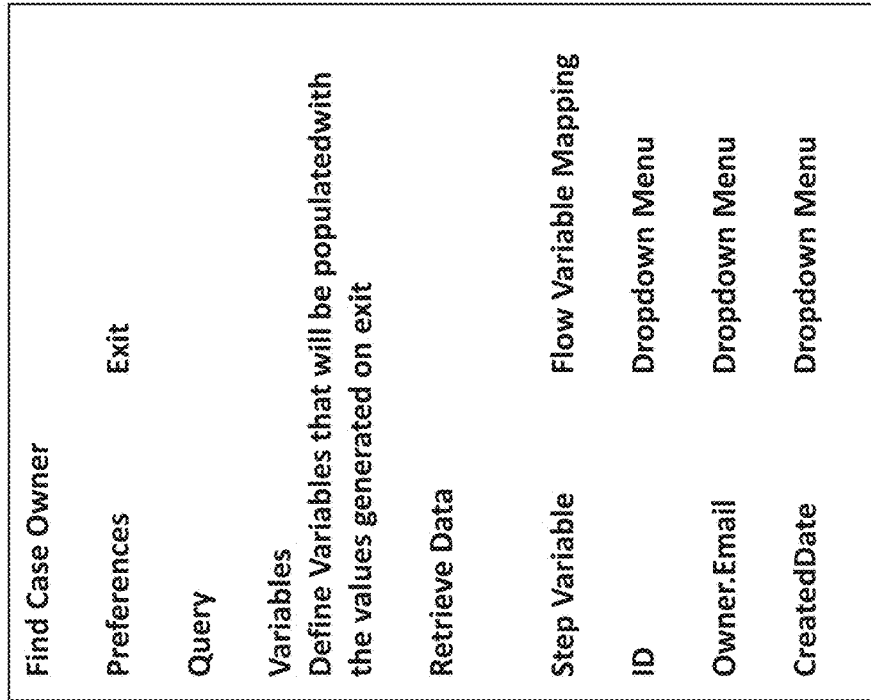 Find Case Owner
Preferences Exit
Query
Variables
Define Variables that will be populatedwith
the values generated on exit
Retrieve Data
Step Variable Flow Variable Mapping
ID Dropdown Menu
Owner.Email Dropdown Menu
CreatedDate Dropdown Menu